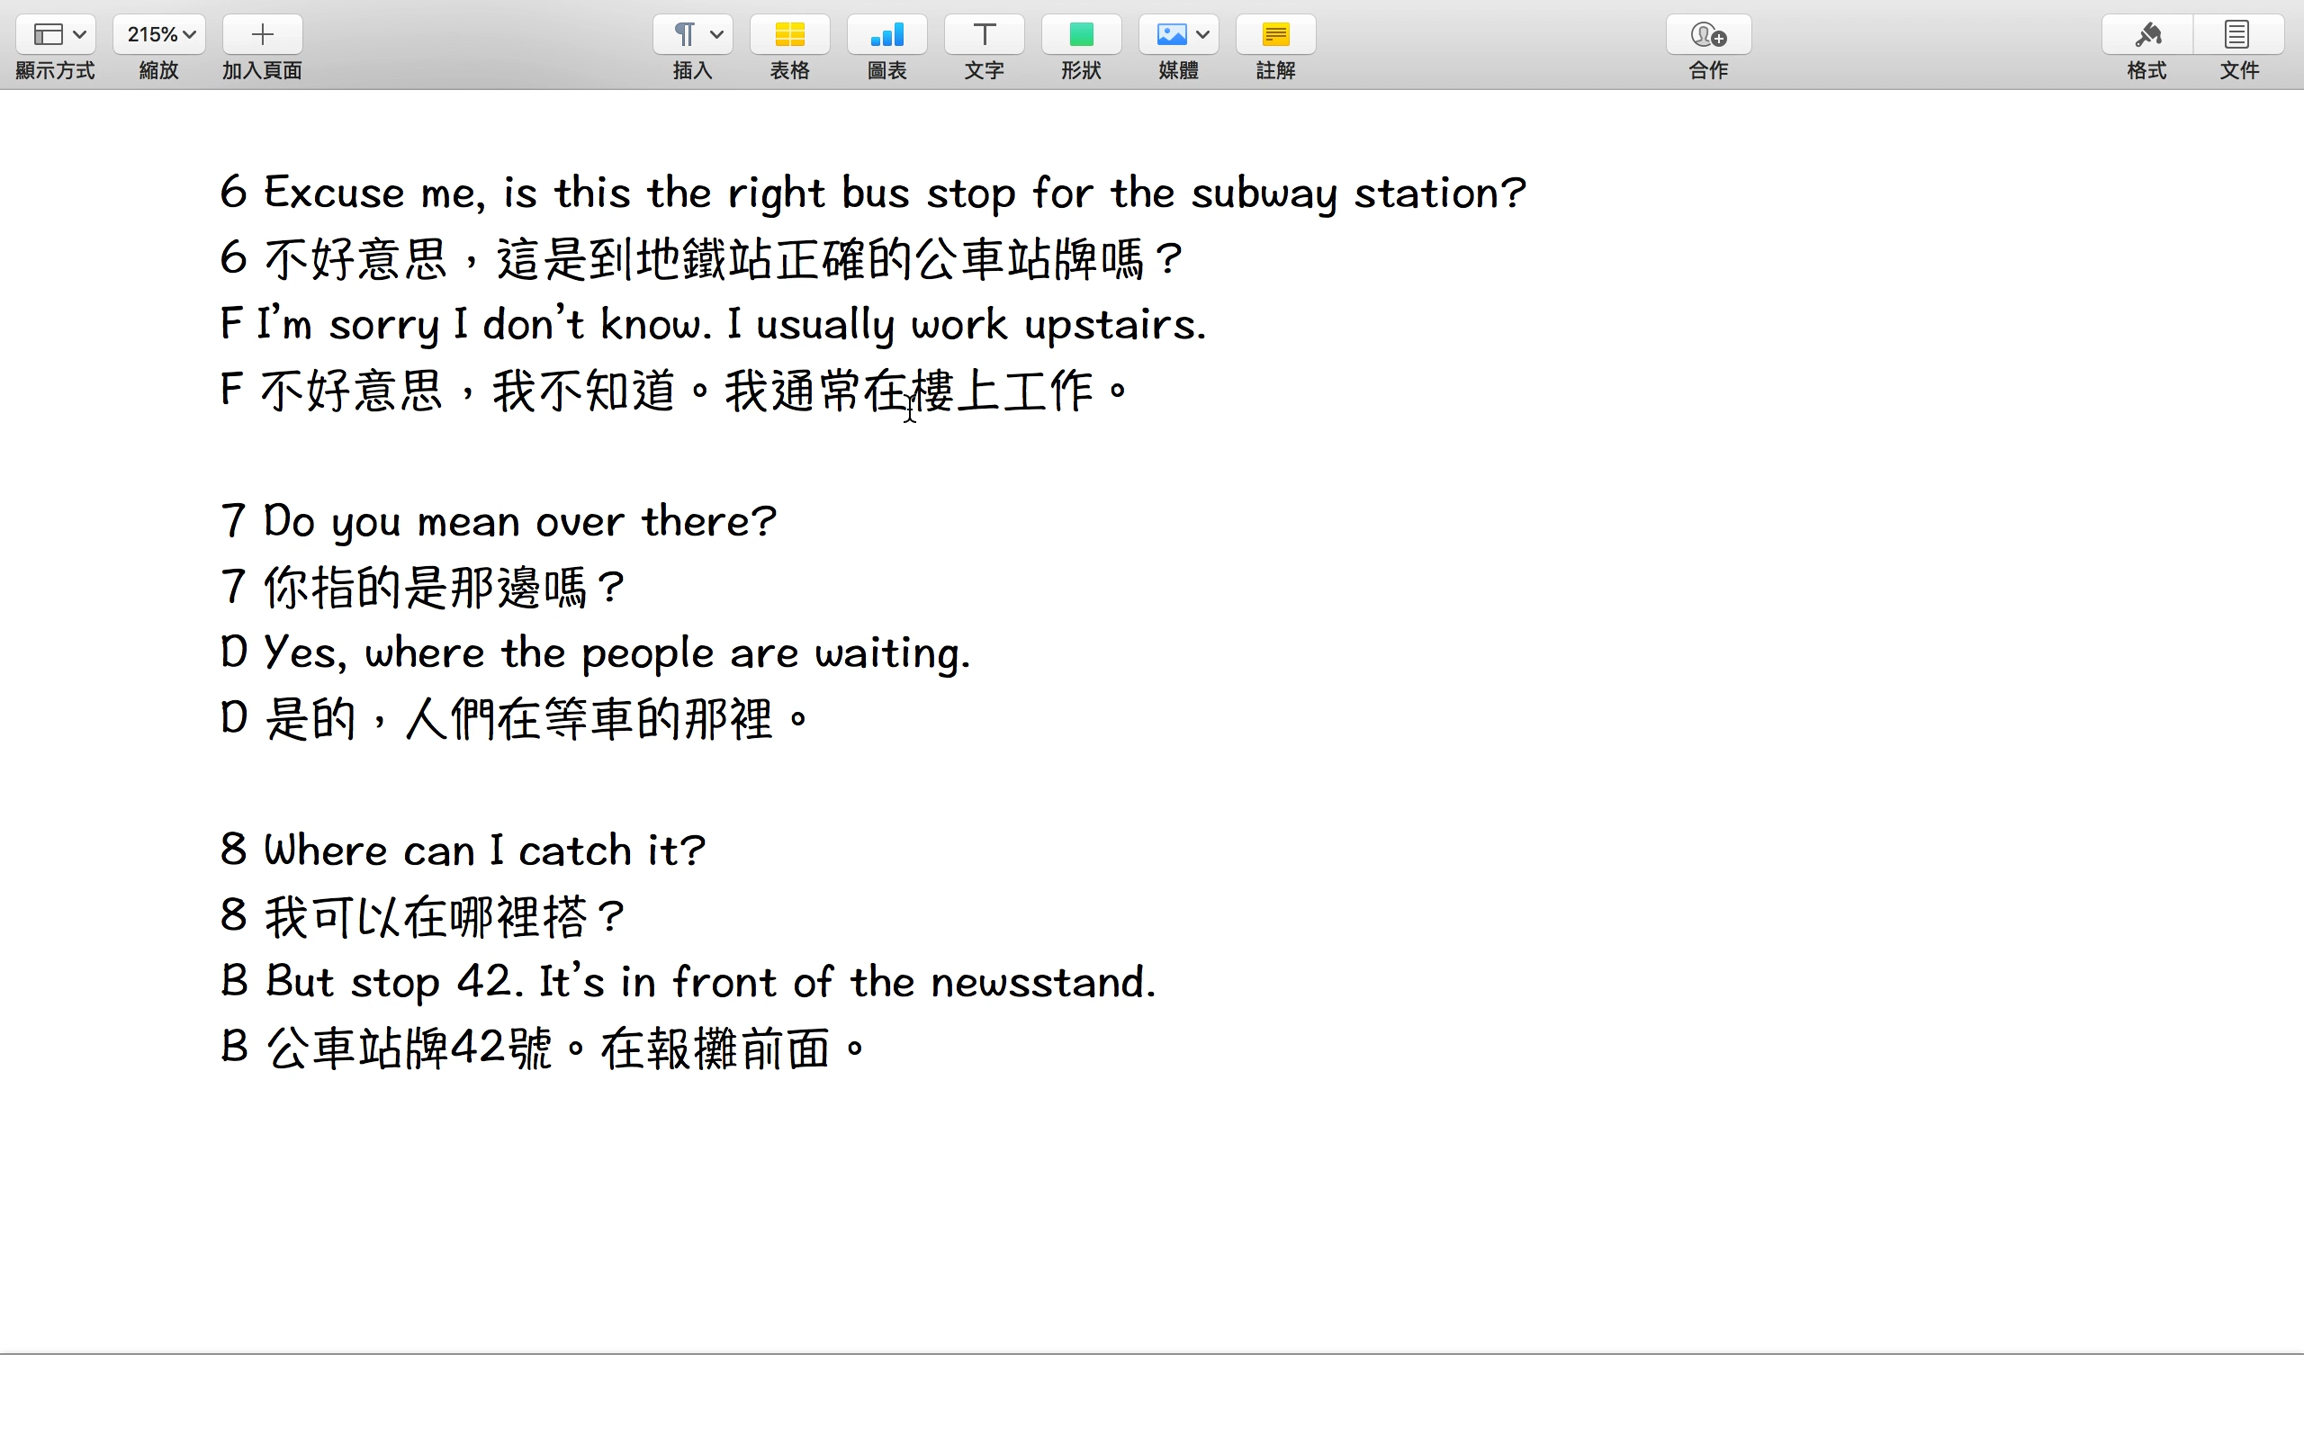 215%
顯示方式 縮放 加入頁面 插入 表格 圖表 文字 形狀 媒體 註解 合作 格式 文件
6 Excuse me, is this the right bus stop for the subway station?
6 不好意思，這是到地鐵站正確的公車站牌嗎？
F I’m sorry I don’t know. I usually work upstairs.
F 不好意思，我不知道。我通常在樓上工作。
7 Do you mean over there?
7 你指的是那邊嗎？
D Yes, where the people are waiting.
D 是的，人們在等車的那裡。
8 Where can I catch it?
8 我可以在哪裡搭？
B But stop 42. It’s in front of the newsstand.
B 公車站牌42號。在報攤前面。